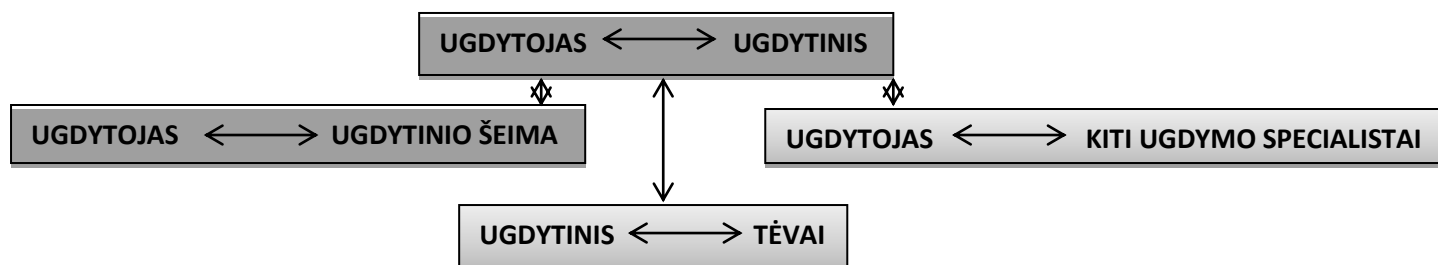 UGDYTOJAS UGDYTINIS
UGDYTOJAS UGDYTINIO ŠEIMA
UGDYTOJAS KITI UGDYMO SPECIALISTAI
UGDYTINIS TĖVAI